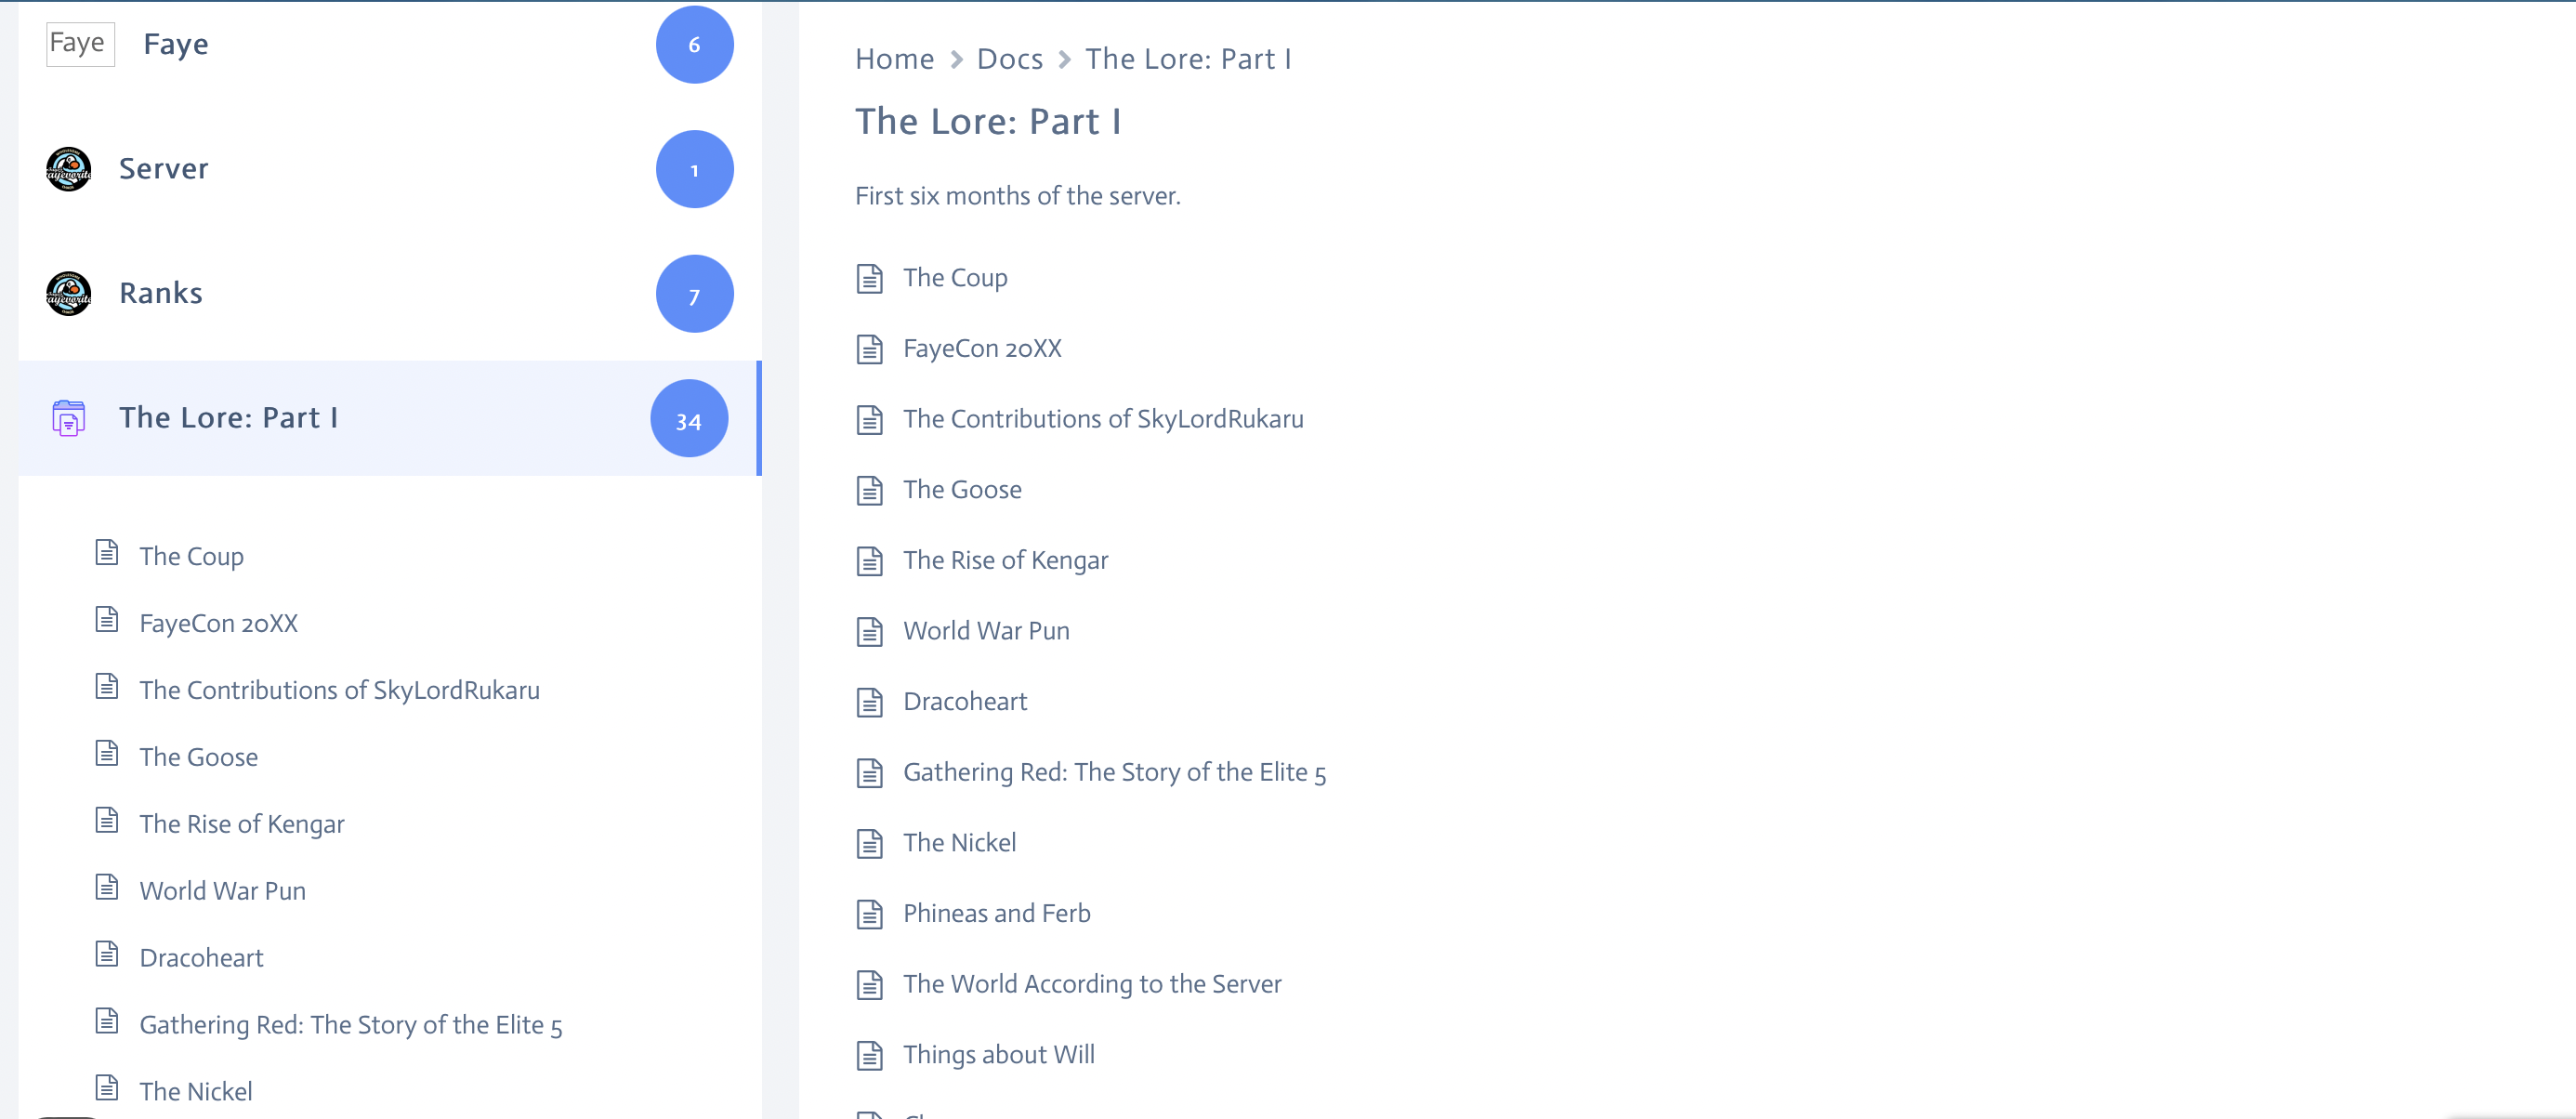 Faye
Faye
6
Server
1
Ranks
7
The Lore: Part I
34
The Coup
FayeCon 20XX
The Contributions of SkyLordRukaru
The Goose
The Rise of Kengar
World War Pun
Dracoheart
Gathering Red: The Story of the Elite 5
The Nickel
Home > Docs > The Lore: Part I
The Lore: Part I
First six months of the server.
The Coup
FayeCon 20XX
The Contributions of SkyLordRukaru
The Goose
The Rise of Kengar
World War Pun
Dracoheart
Gathering Red: The Story of the Elite 5
The Nickel
Phineas and Ferb
The World According to the Server
Things about Will